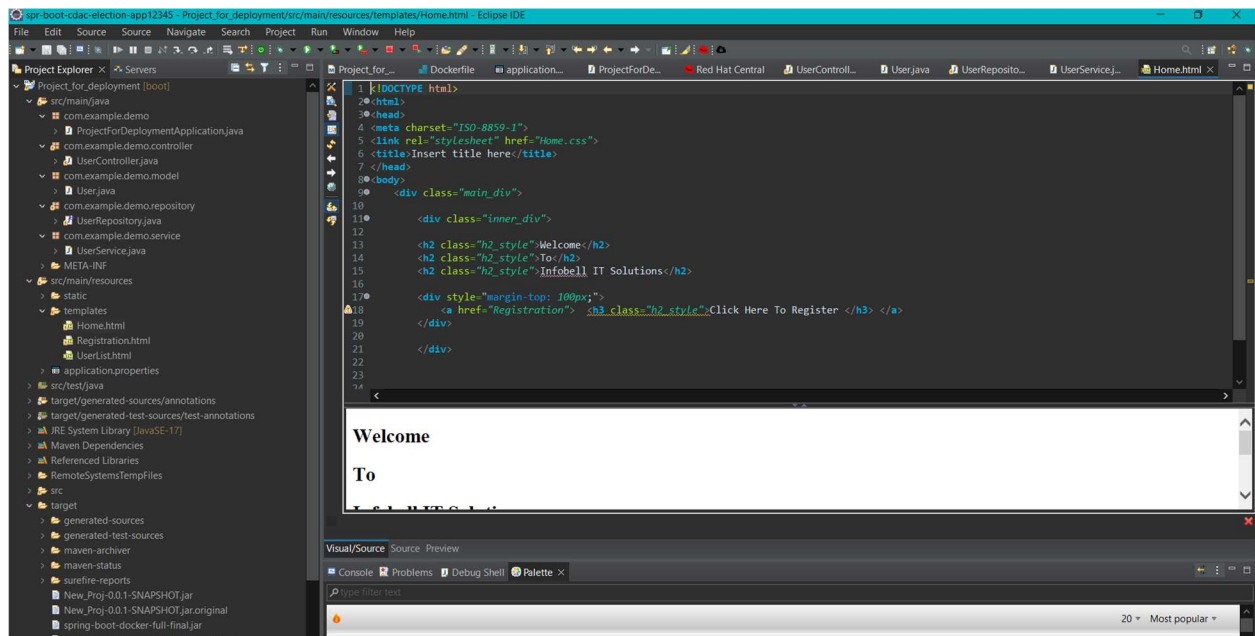 spr-boot-cdac-election-app12345 - Project_for_deployment/src/main/resources/templates/Home.html - Eclipse IDE
File Edit Source Source Navigate Search Project Run Window Help
Project Explorer × Servers
Project_for_... Dockerfile application.... ProjectForDe... Red Hat Central UserControll... User.java UserReposito... UserService.j... Home.html ×
Project_for_deployment [boot]
src/main/java
com.example.demo
ProjectForDeploymentApplication.java
com.example.demo.controller
UserController.java
com.example.demo.model
User.java
com.example.demo.repository
UserRepository.java
com.example.demo.service
UserService.java
META-INF
src/main/resources
static
templates
Home.html
Registration.html
UserList.html
application.properties
src/test/java
target/generated-sources/annotations
target/generated-test-sources/test-annotations
JRE System Library [JavaSE-17]
Maven Dependencies
Referenced Libraries
RemoteSystemsTempFiles
src
target
generated-sources
generated-test-sources
maven-archiver
maven-status
surefire-reports
New_Proj-0.0.1-SNAPSHOT.jar
New_Proj-0.0.1-SNAPSHOT.jar.original
spring-boot-docker-full-final.jar
1 <!DOCTYPE html>
2 <html>
3 <head>
4 <meta charset="ISO-8859-1">
5 <link rel="stylesheet" href="Home.css">
6 <title>Insert title here</title>
7 </head>
8 <body>
9 <div class="main_div">
10
11 <div class="inner_div">
12
13 <h2 class="h2_style">Welcome</h2>
14 <h2 class="h2_style">To</h2>
15 <h2 class="h2_style">Infobell IT Solutions</h2>
16
17 <div style="margin-top: 100px;">
18 <a href="Registration"> <h3 class="h2_style">Click Here To Register </h3> </a>
19 </div>
20
21 </div>
22
23
24
Welcome
To
Infobell IT Solutions
Visual/Source Source Preview
Console Problems Debug Shell Palette ×
type filter text
20 Most popular